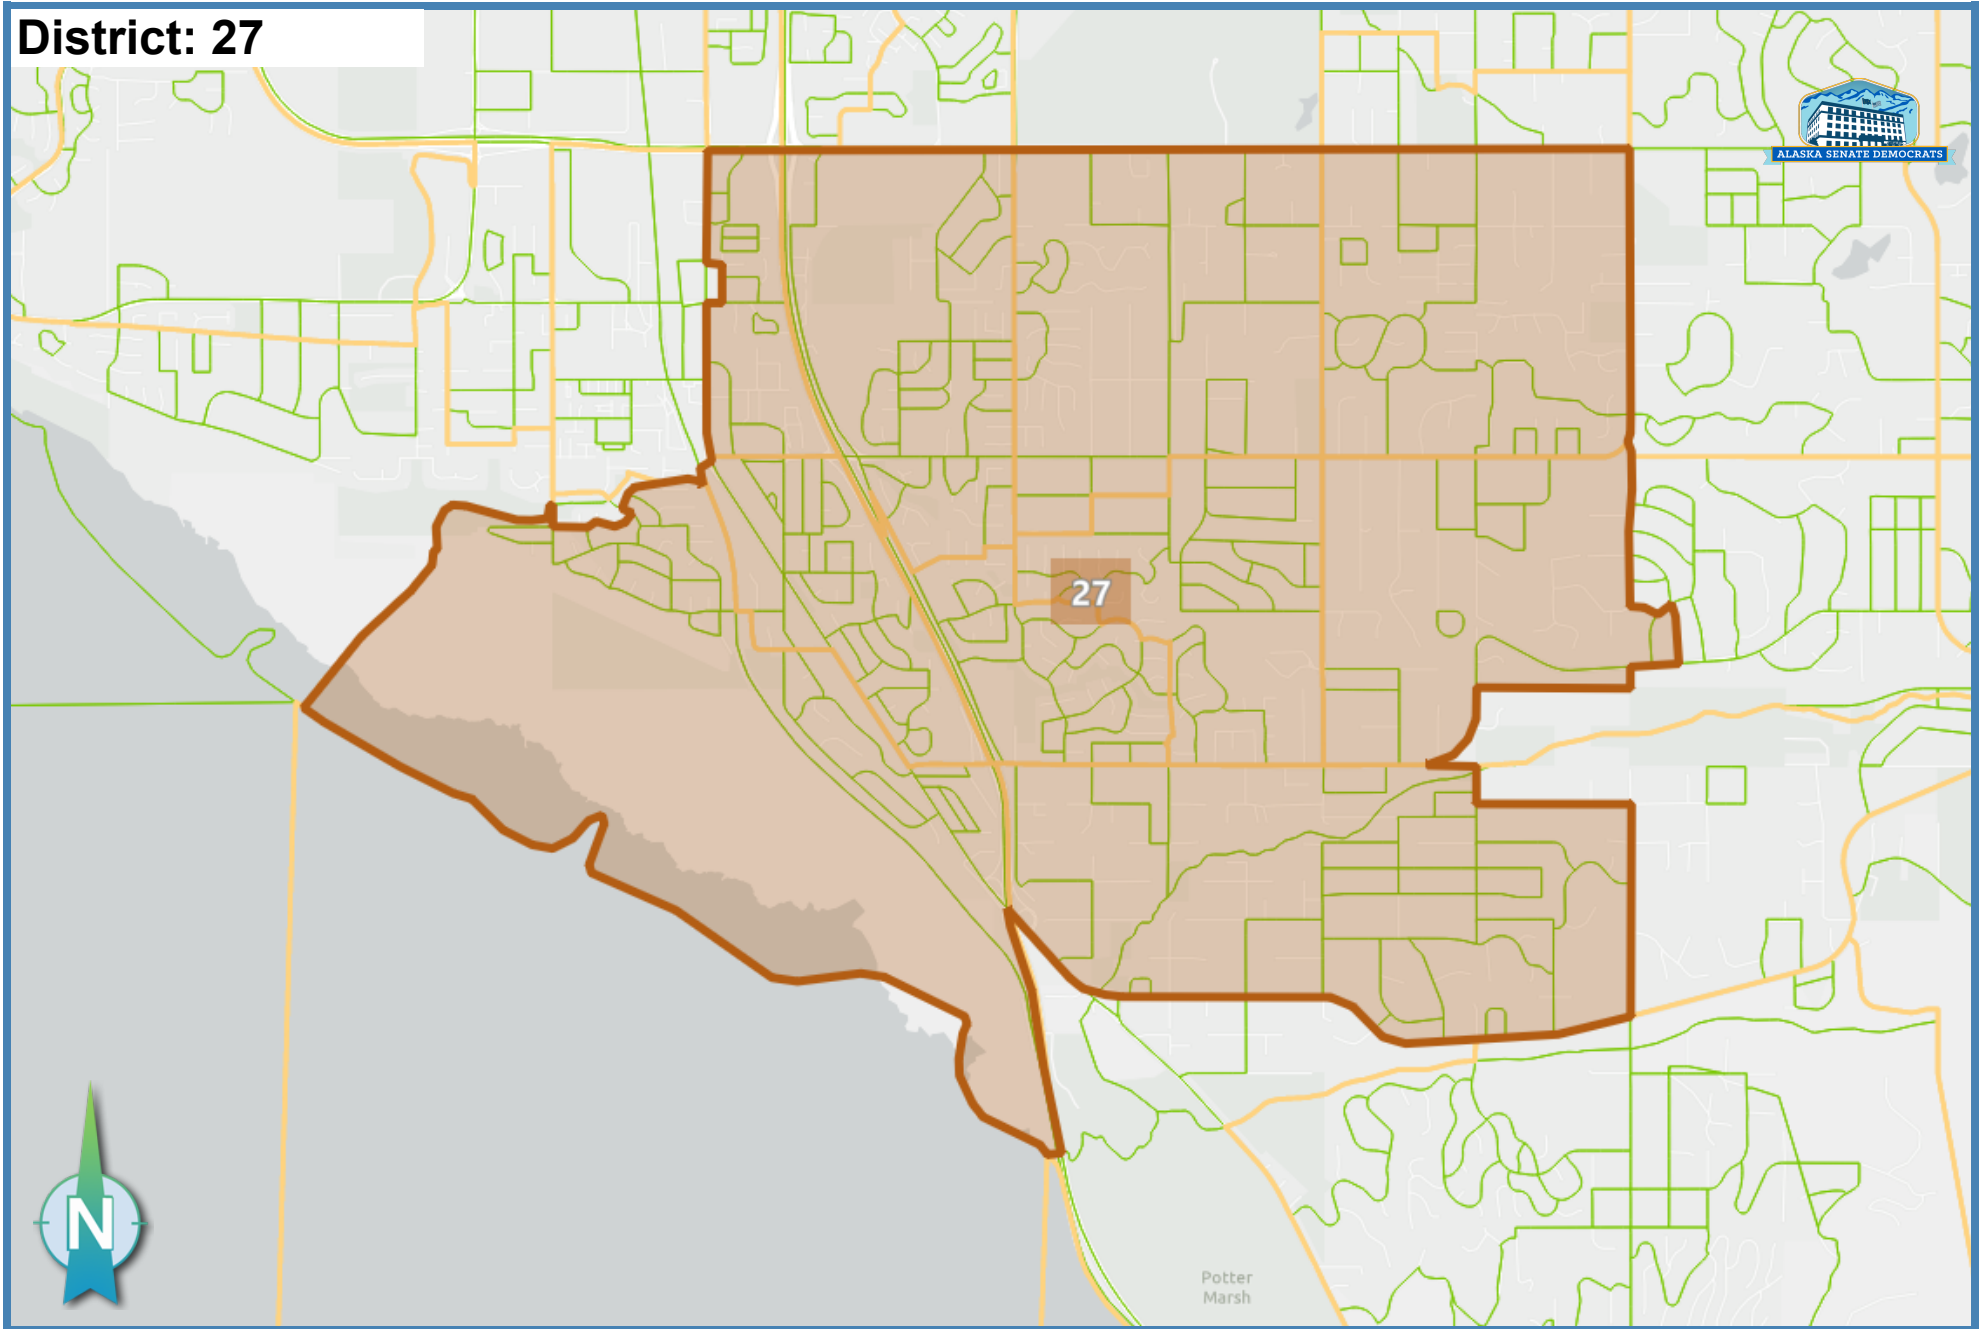 District: 27
ALASKA SENATE DEMOCRATS
27
N
Potter
Marsh